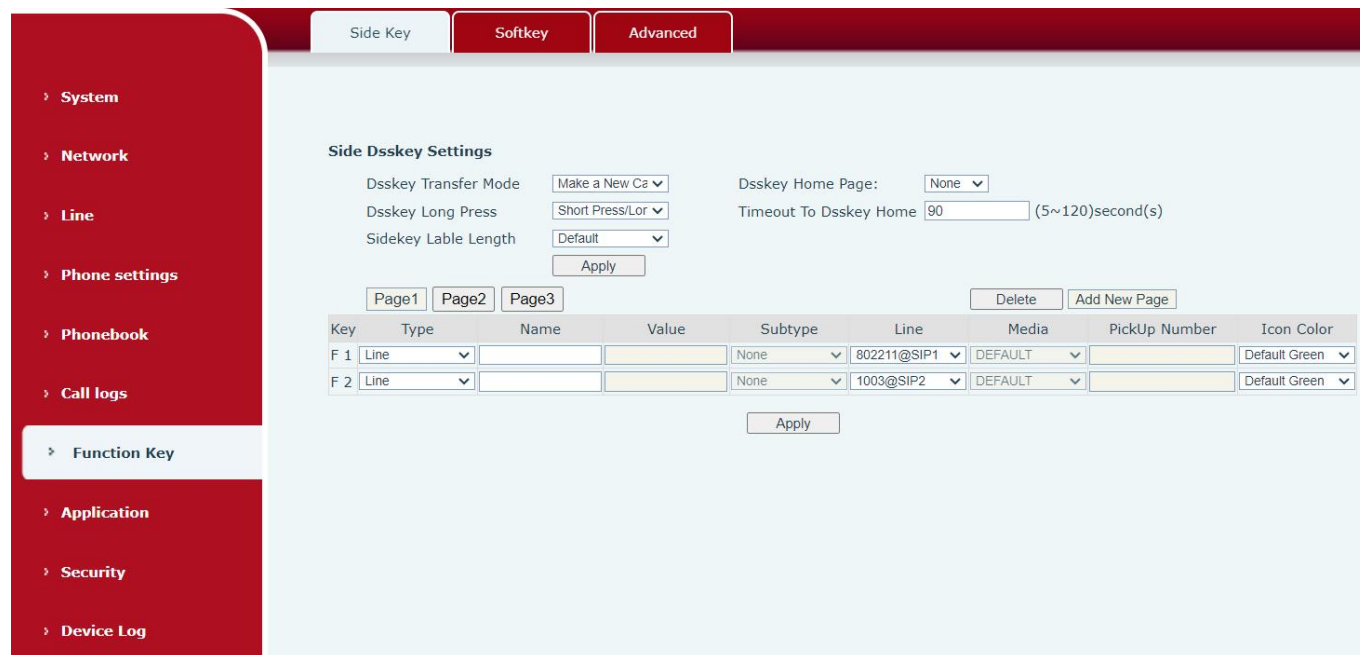 Side Key Softkey Advanced
System
Network
Line
Phone settings
Phonebook
Call logs
Function Key
Application
Security
Device Log
Side Dsskey Settings
Dsskey Transfer Mode Make a New Ca Dsskey Home Page: None
Dsskey Long Press Short Press/Lor Timeout To Dsskey Home 90 (5~120)second(s)
Sidekey Lable Length Default
Apply
Page1 Page2 Page3 Delete Add New Page
Key Type Name Value Subtype Line Media PickUp Number Icon Color
F 1 Line None 802211@SIP1 DEFAULT Default Green
F 2 Line None 1003@SIP2 DEFAULT Default Green
Apply